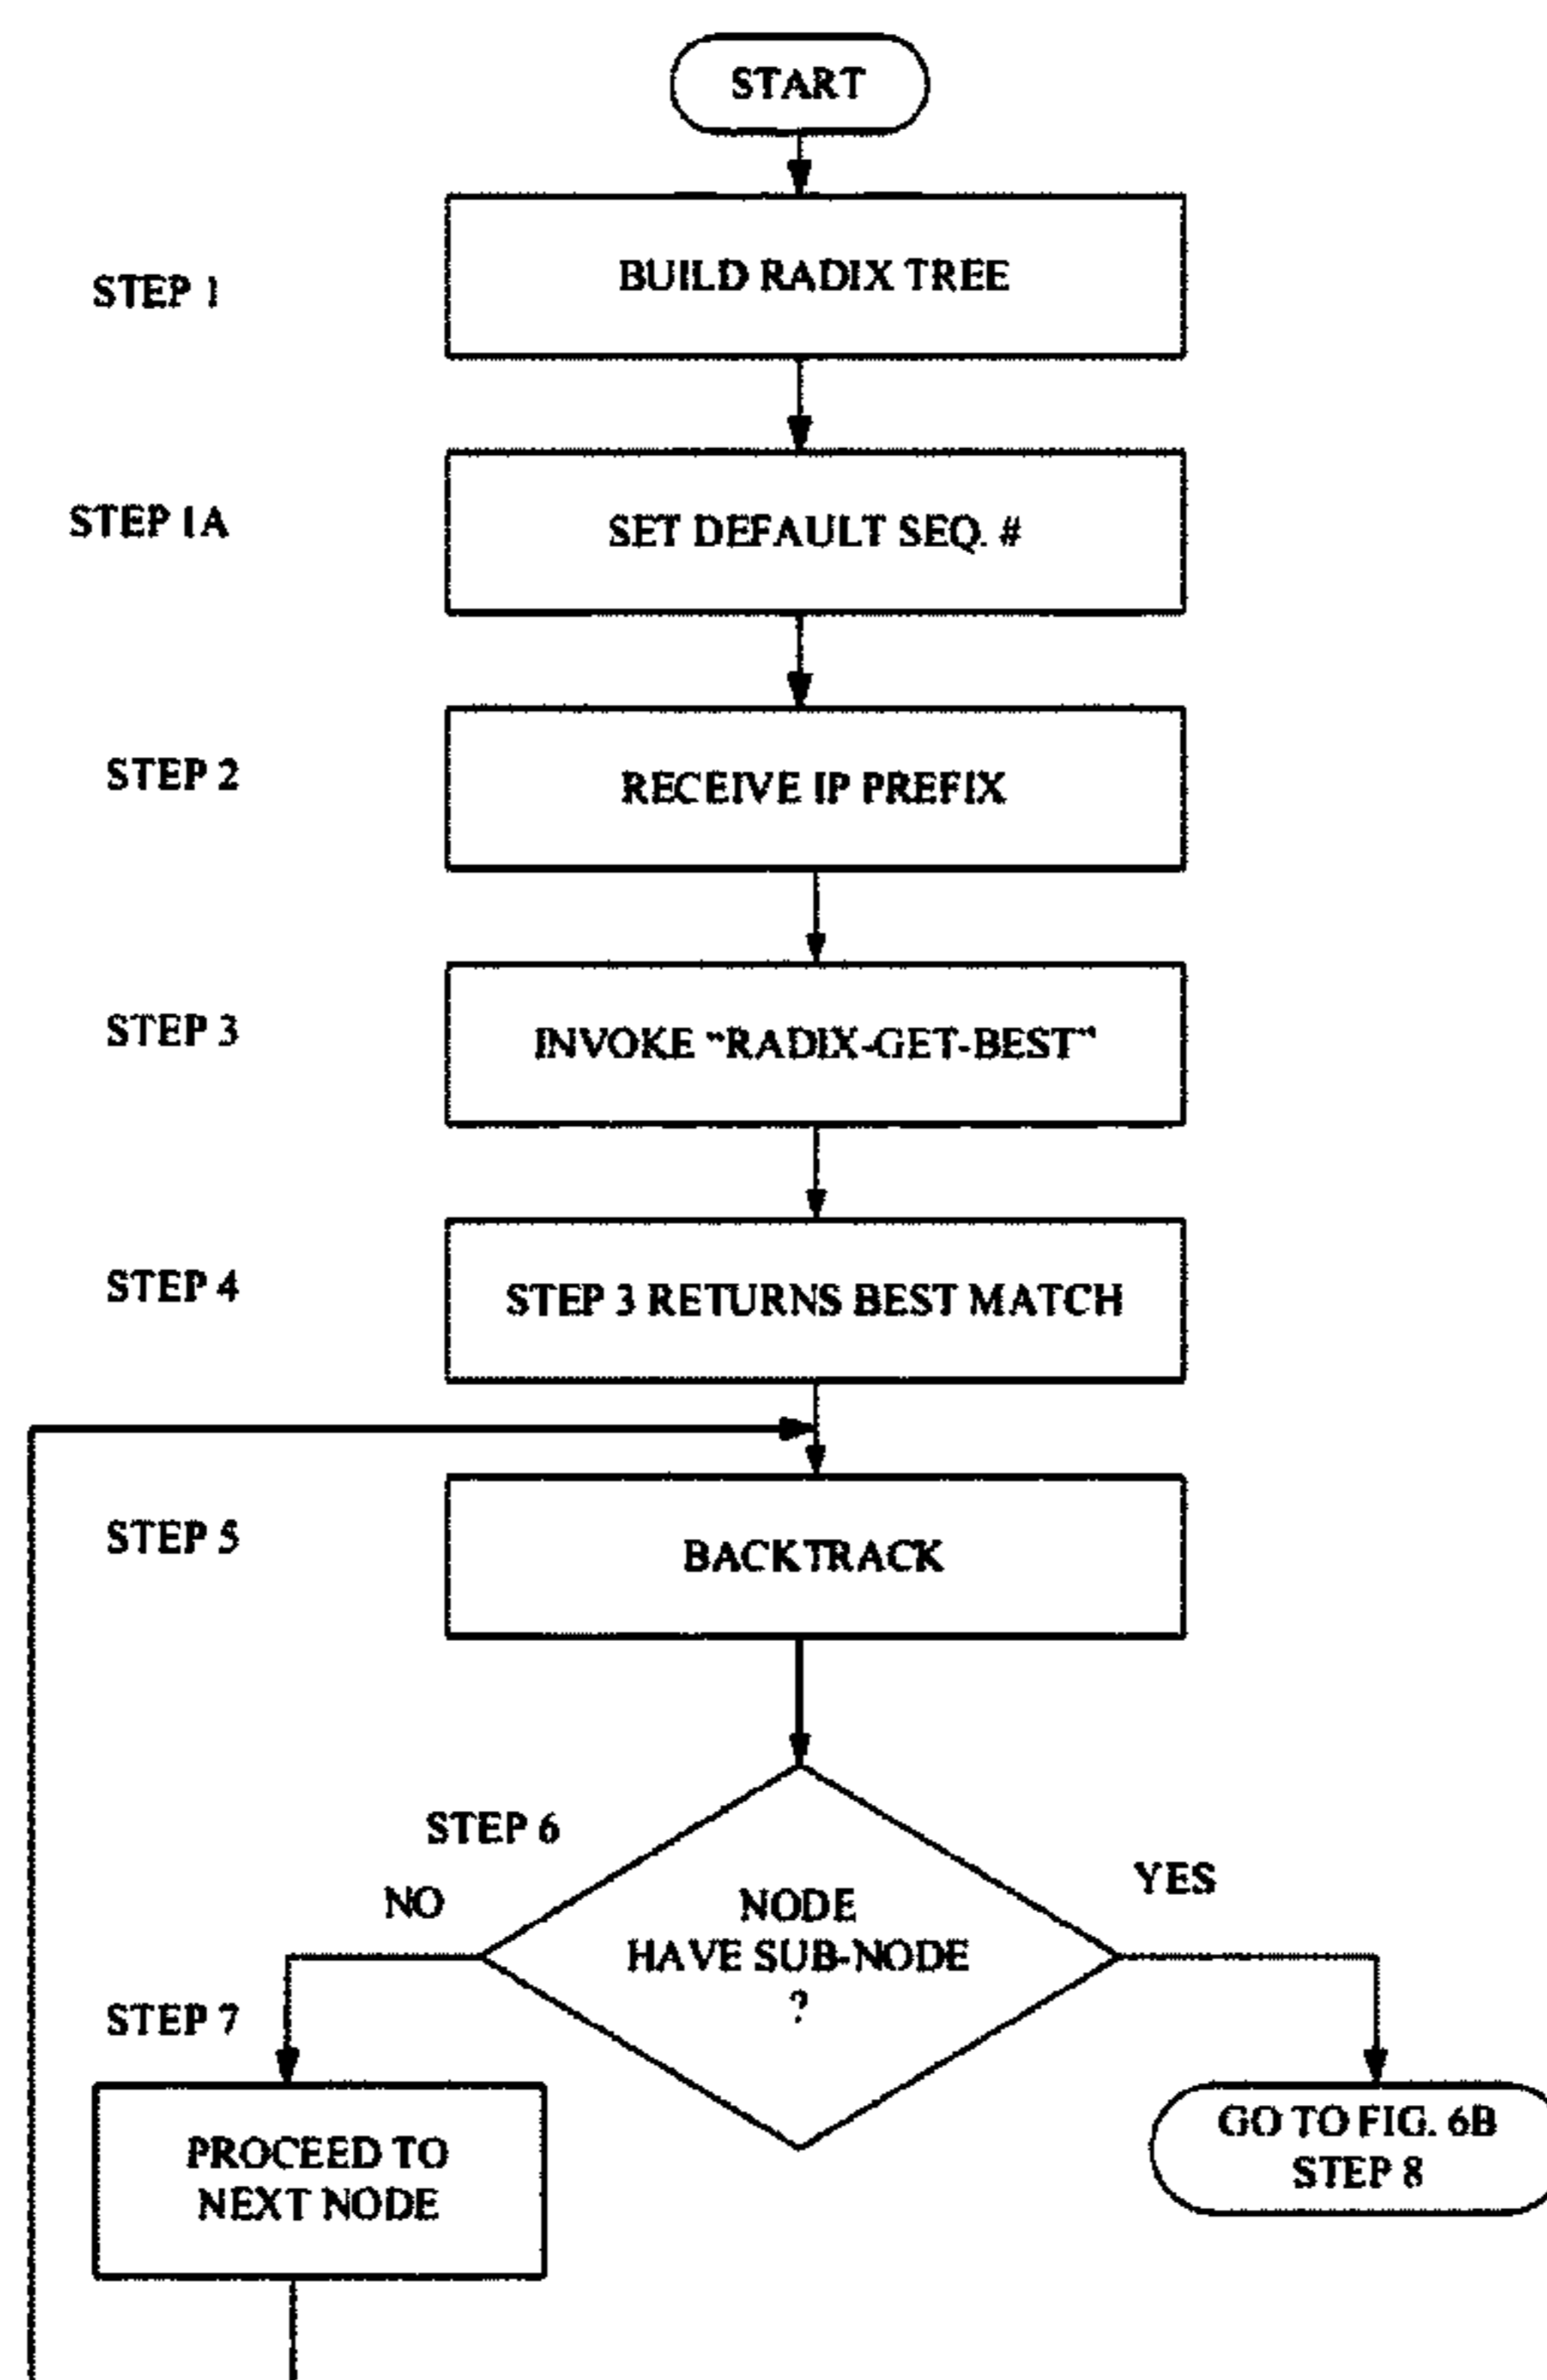 START
STEP 1
BUILD RADIX TREE
STEP 1A
SET DEFAULT SEQ. #
STEP 2
RECEIVE IP PREFIX
STEP 3
INVOKE "RADIX-GET-BEST"
STEP 4
STEP 3 RETURNS BEST MATCH
STEP 5
BACKTRACK
STEP 6
NO
YES
NODE
HAVE SUB-NODE
?
STEP 7
PROCEED TO
NEXT NODE
GO TO FIG. 6B
STEP 8